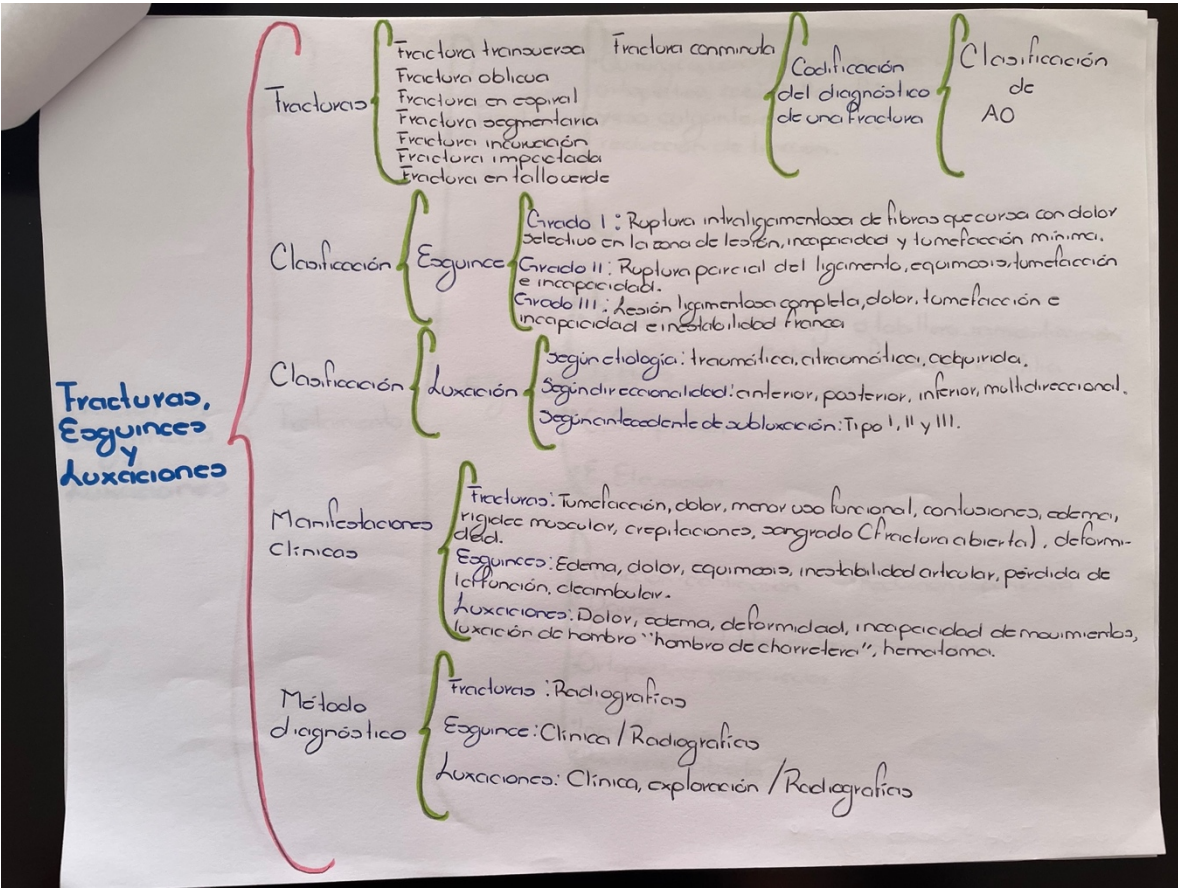 Fracturas,
Esguinces
y
Luxaciones
Fracturas
Fractura transversa Fractura conminuta
Fractura oblicua
Fractura en espiral
Fractura segmentaria
Fractura incuración
Fractura impactada
Fractura en tallo verde
Codificación
del diagnóstico
de una fractura
Clasificación
de
AO
Clasificación
Esguince
Grado I: Ruptura intraligamentosa de fibras que cursa con dolor
selectivo en la zona de lesión, incapacidad y tumefacción mínima.
Grado II: Ruptura parcial del ligamento, equimosis, tumefacción
e incapacidad.
Grado III: Lesión ligamentosa completa, dolor, tumefacción e
incapacidad e inestabilidad franca
Clasificación
Luxación
Según etiología: traumática, atraumática, adquirida.
Según direccionalidad: anterior, posterior, inferior, multidireccional.
Según antecedente de subluxación: Tipo I, II y III.
Manifestaciones
clínicas
Fracturas: Tumefacción, dolor, menor uso funcional, contusiones, edema,
rigidez muscular, crepitaciones, sangrado (fractura abierta), deformi-
dad.
Esguinces: Edema, dolor, equimosis, inestabilidad articular, pérdida de
la función, deambular.
Luxaciones: Dolor, edema, deformidad, incapacidad de movimientos,
luxación de hombro "hombro de charretera", hematoma.
Método
diagnóstico
Fracturas: Radiografías
Esguince: Clínica / Radiografías
Luxaciones: Clínica, exploración / Radiografías